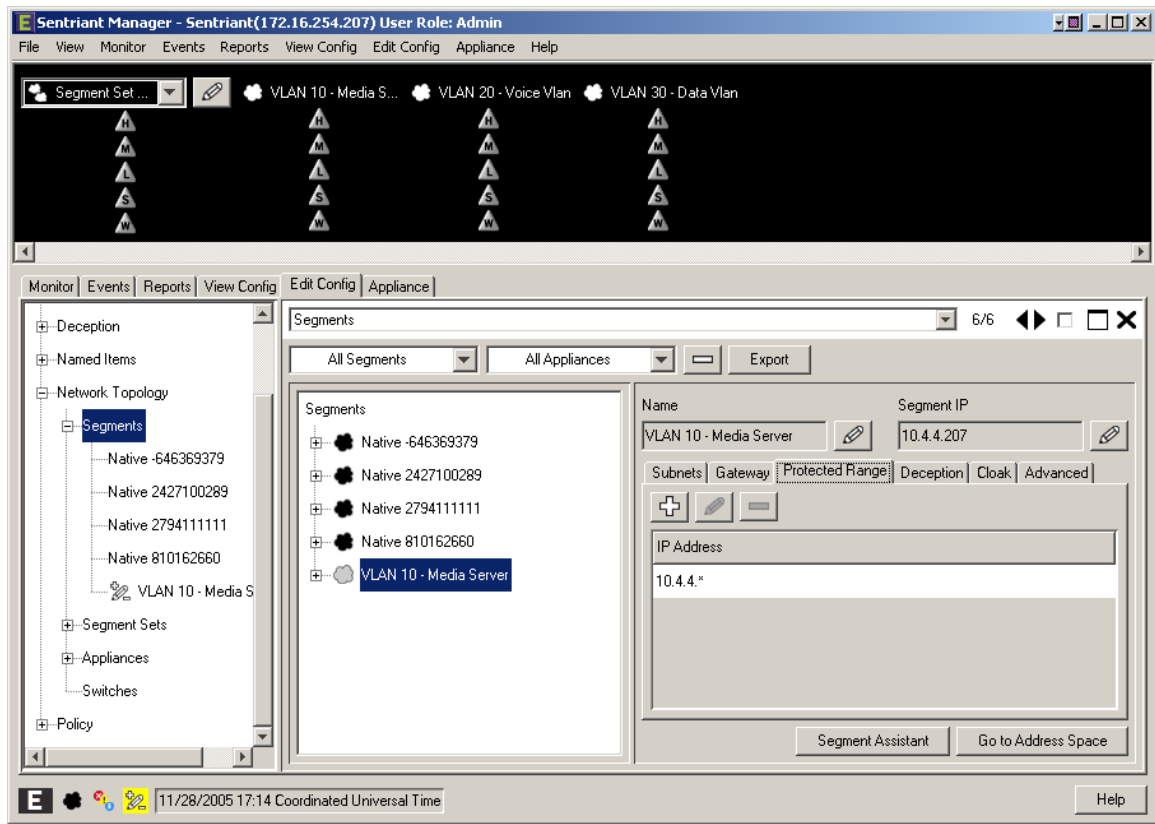 E Sentriant Manager - Sentriant(172.16.254.207) User Role: Admin
File View Monitor Events Reports View Config Edit Config Appliance Help
Segment Set ... VLAN 10 - Media S... VLAN 20 - Voice Vlan VLAN 30 - Data Vlan
H H H H
M M M M
L L L L
S S S S
W W W W
Monitor Events Reports View Config Edit Config Appliance
Deception
Named Items
Network Topology
Segments
Native -646369379
Native 2427100289
Native 2794111111
Native 810162660
VLAN 10 - Media S
Segment Sets
Appliances
Switches
Policy
Segments 6/6
All Segments All Appliances Export
Segments
Native -646369379
Native 2427100289
Native 2794111111
Native 810162660
VLAN 10 - Media Server
Name Segment IP
VLAN 10 - Media Server 10.4.4.207
Subnets Gateway Protected Range Deception Cloak Advanced
IP Address
10.4.4.*
Segment Assistant Go to Address Space
E 11/28/2005 17:14 Coordinated Universal Time Help